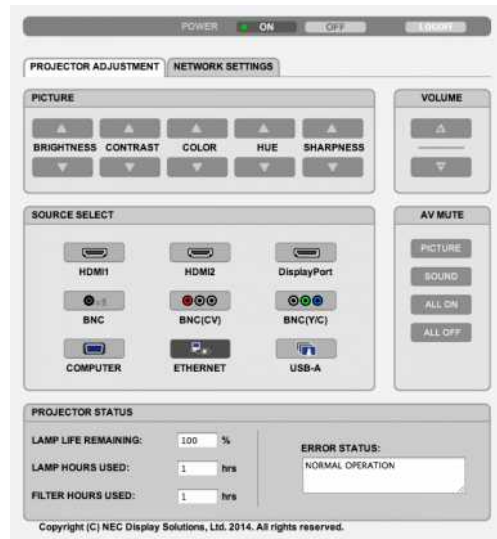 POWER ON OFF LOGOFF
PROJECTOR ADJUSTMENT NETWORK SETTINGS
PICTURE
BRIGHTNESS CONTRAST COLOR HUE SHARPNESS
VOLUME
SOURCE SELECT
HDMI1 HDMI2 DisplayPort
BNC BNC(CV) BNC(Y/C)
COMPUTER ETHERNET USB-A
AV MUTE
PICTURE
SOUND
ALL ON
ALL OFF
PROJECTOR STATUS
LAMP LIFE REMAINING: 100 %
LAMP HOURS USED: 1 hrs
FILTER HOURS USED: 1 hrs
ERROR STATUS:
NORMAL OPERATION
Copyright (C) NEC Display Solutions, Ltd. 2014. All rights reserved.